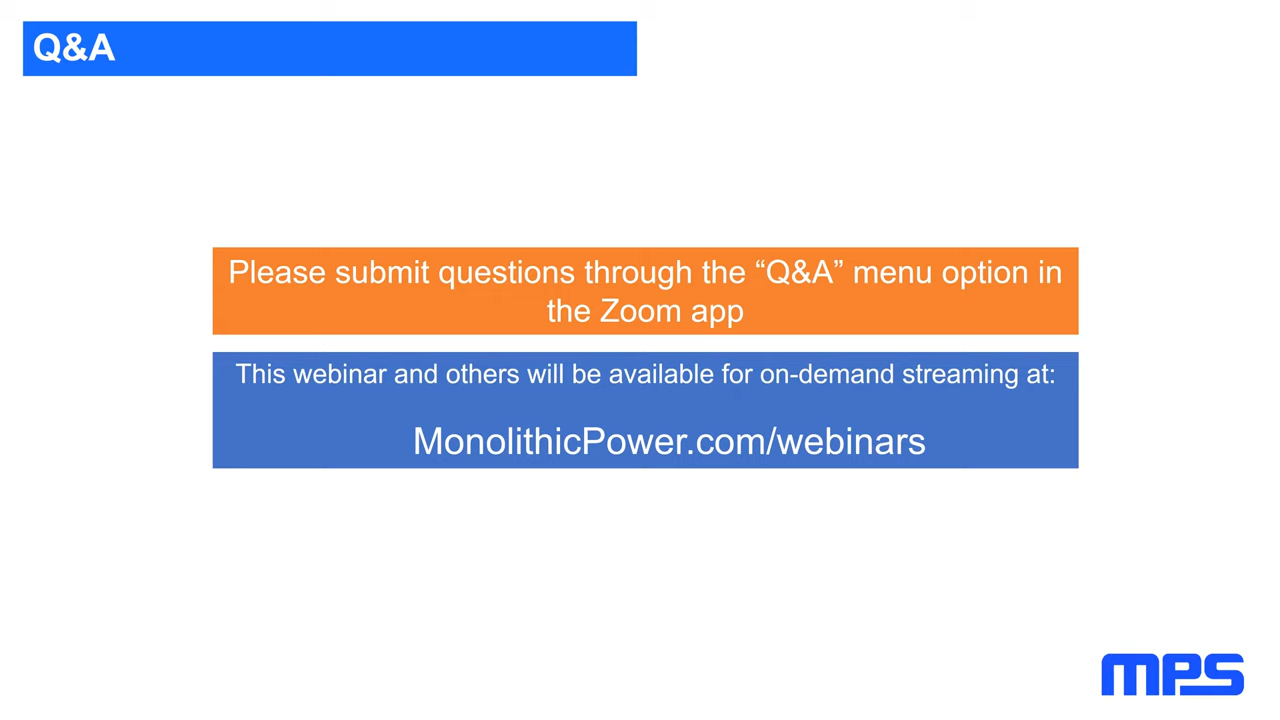 Q&A
Please submit questions through the “Q&A” menu option in
the Zoom app
This webinar and others will be available for on-demand streaming at:
MonolithicPower.com/webinars
mps